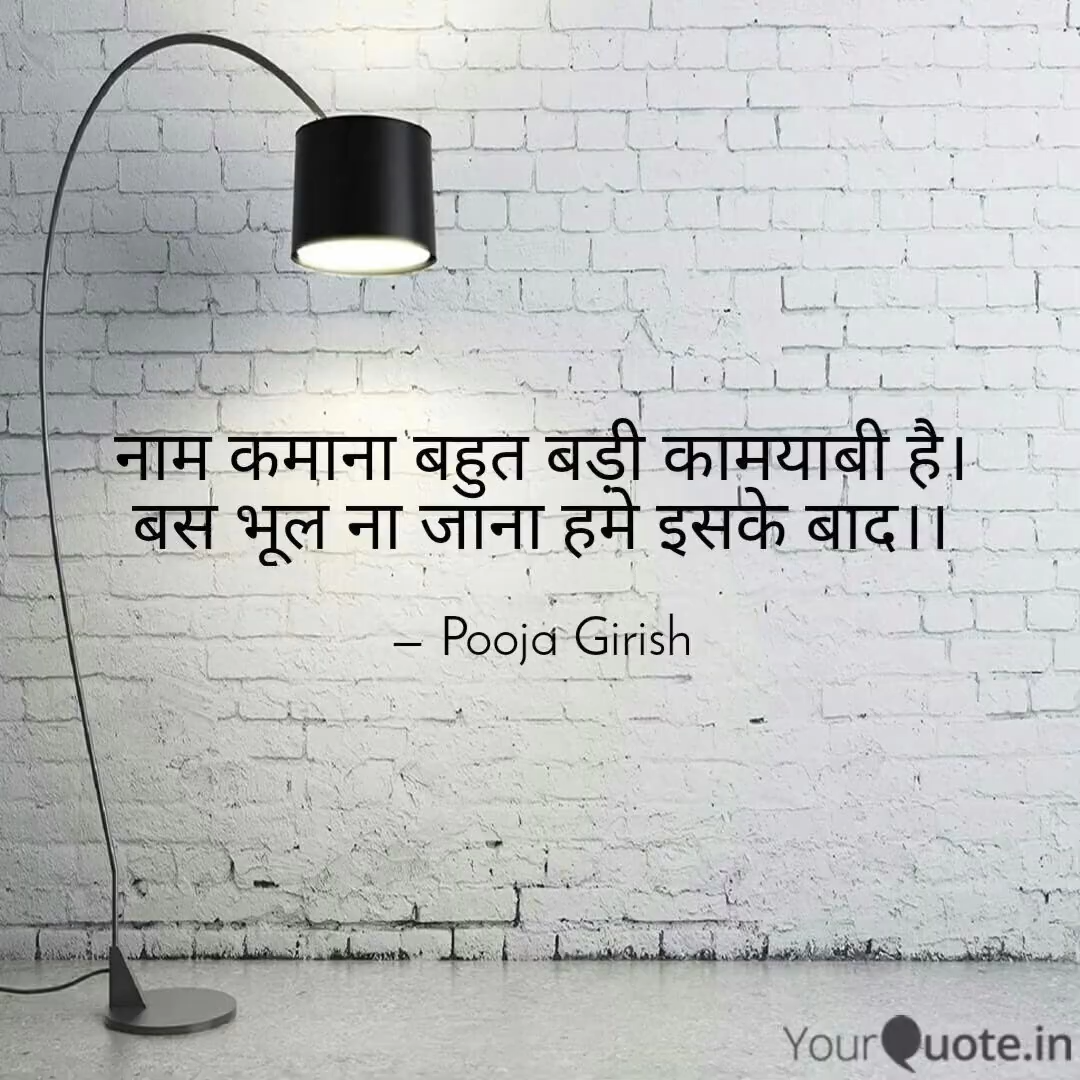 नाम कमाना बहुत बड़ी कामयाबी है।
बस भूल ना जाना हमे इसके बाद।।
– Pooja Girish
YourQuote.in